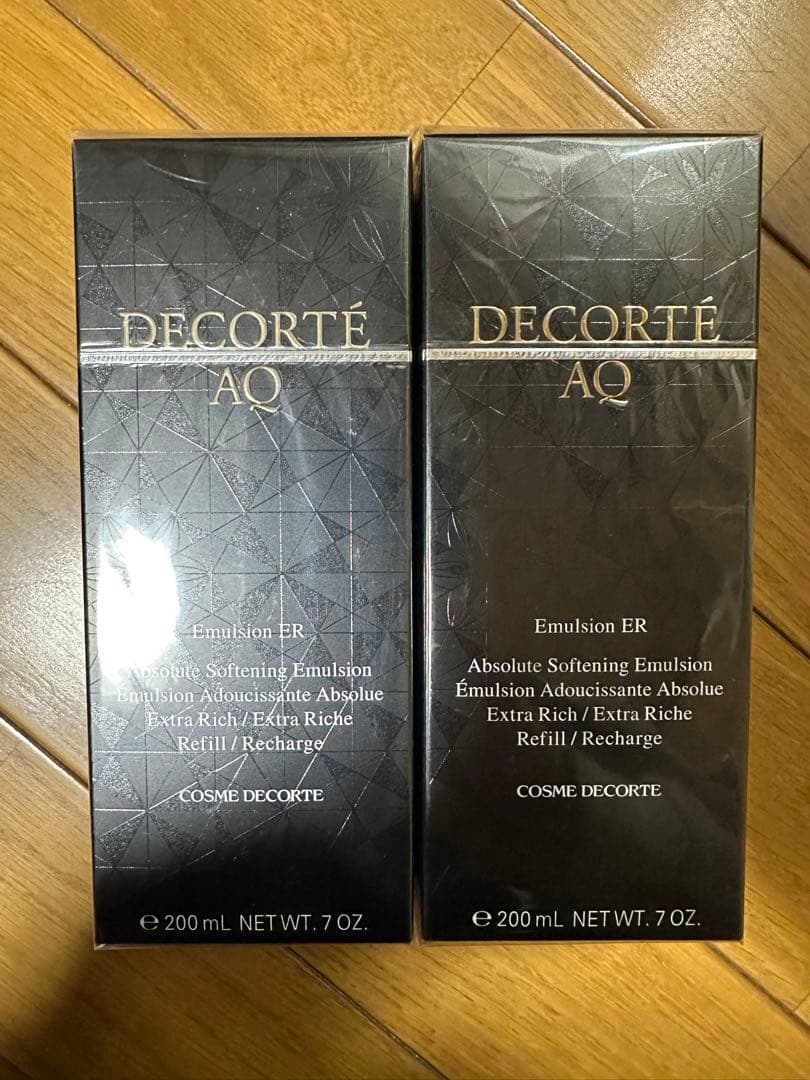 DECORTÉ
AQ
Emulsion ER
Absolute Softening Emulsion
Émulsion Adoucissante Absolue
Extra Rich / Extra Riche
Refill / Recharge
COSME DECORTE
℮ 200 mL NET WT. 7 OZ.
DECORTÉ
AQ
Emulsion ER
Absolute Softening Emulsion
Émulsion Adoucissante Absolue
Extra Rich / Extra Riche
Refill / Recharge
COSME DECORTE
℮ 200 mL NET WT. 7 OZ.